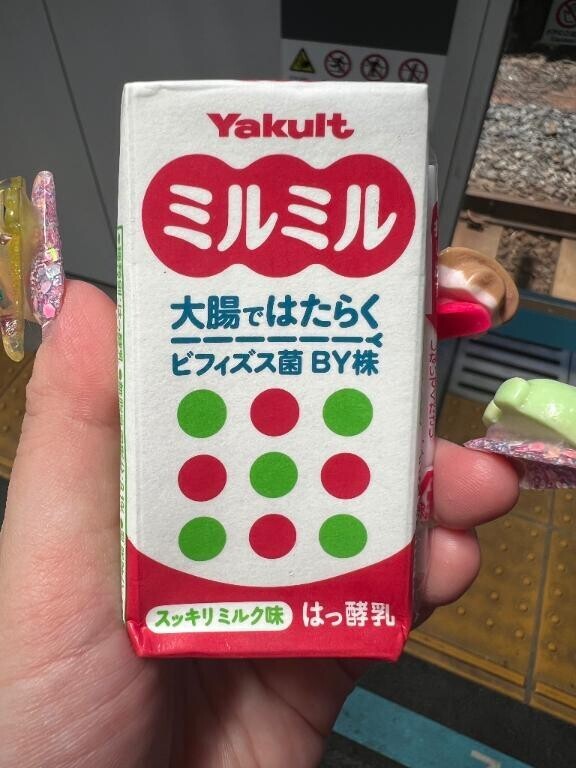 Yakult
ミルミル
大腸ではたらく
ビフィズス菌 BY株
スッキリミルク味
はっ酵乳